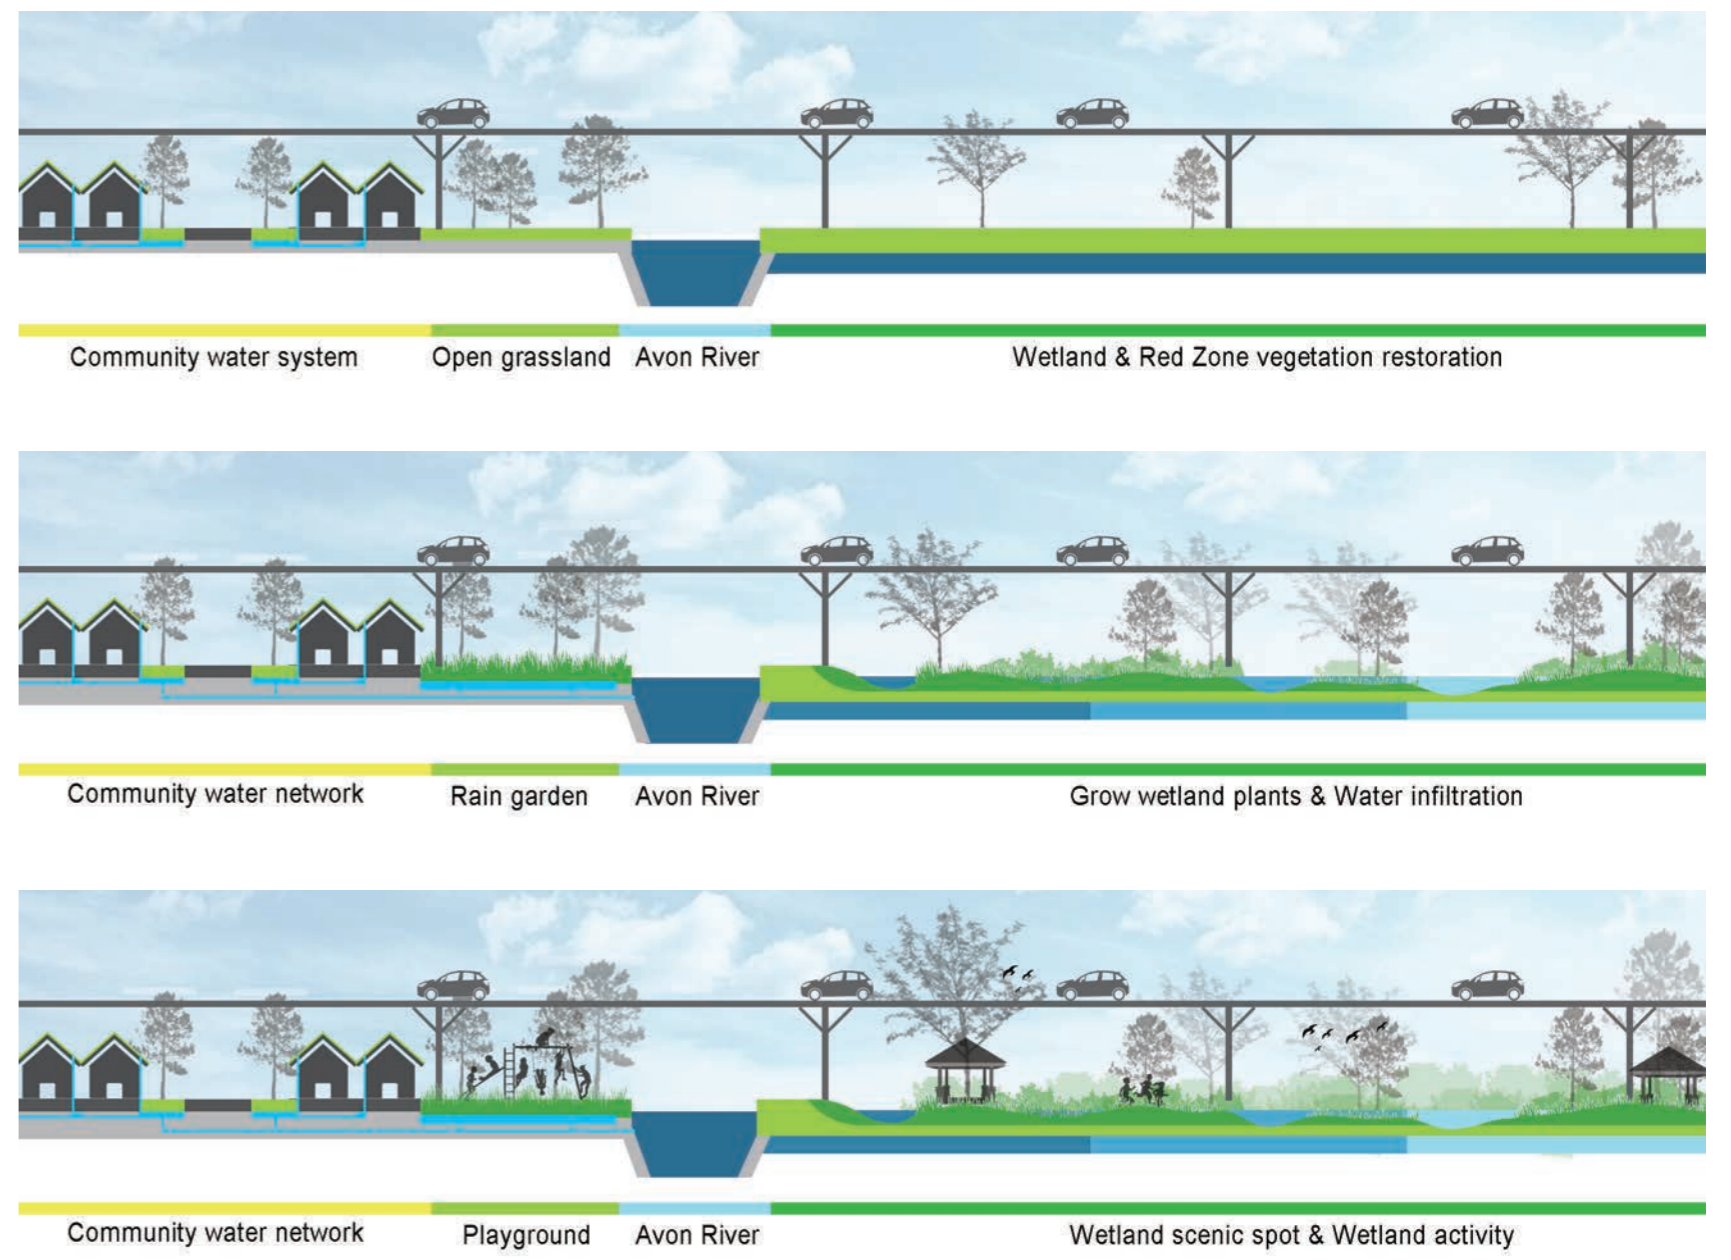 Community water system
Open grassland
Avon River
Wetland & Red Zone vegetation restoration
Community water network
Rain garden
Avon River
Grow wetland plants & Water infiltration
Community water network
Playground
Avon River
Wetland scenic spot & Wetland activity